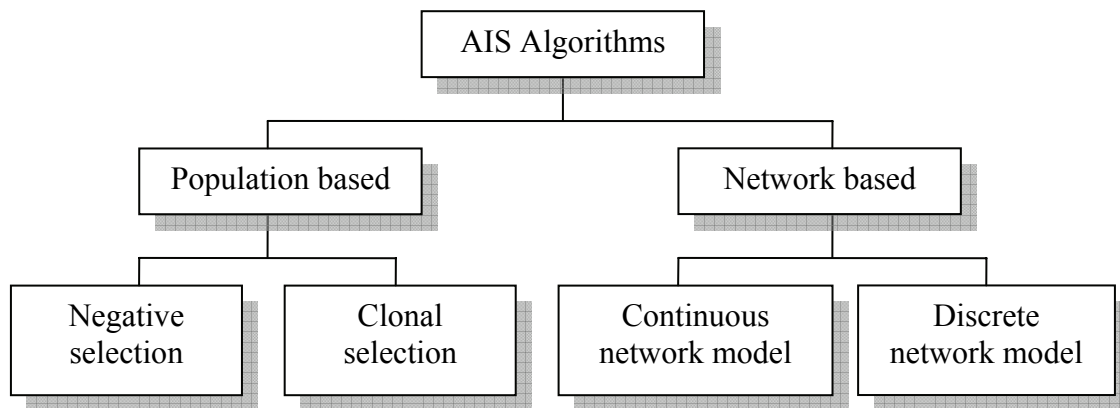 AIS Algorithms
Population based
Network based
Negative
selection
Clonal
selection
Continuous
network model
Discrete
network model